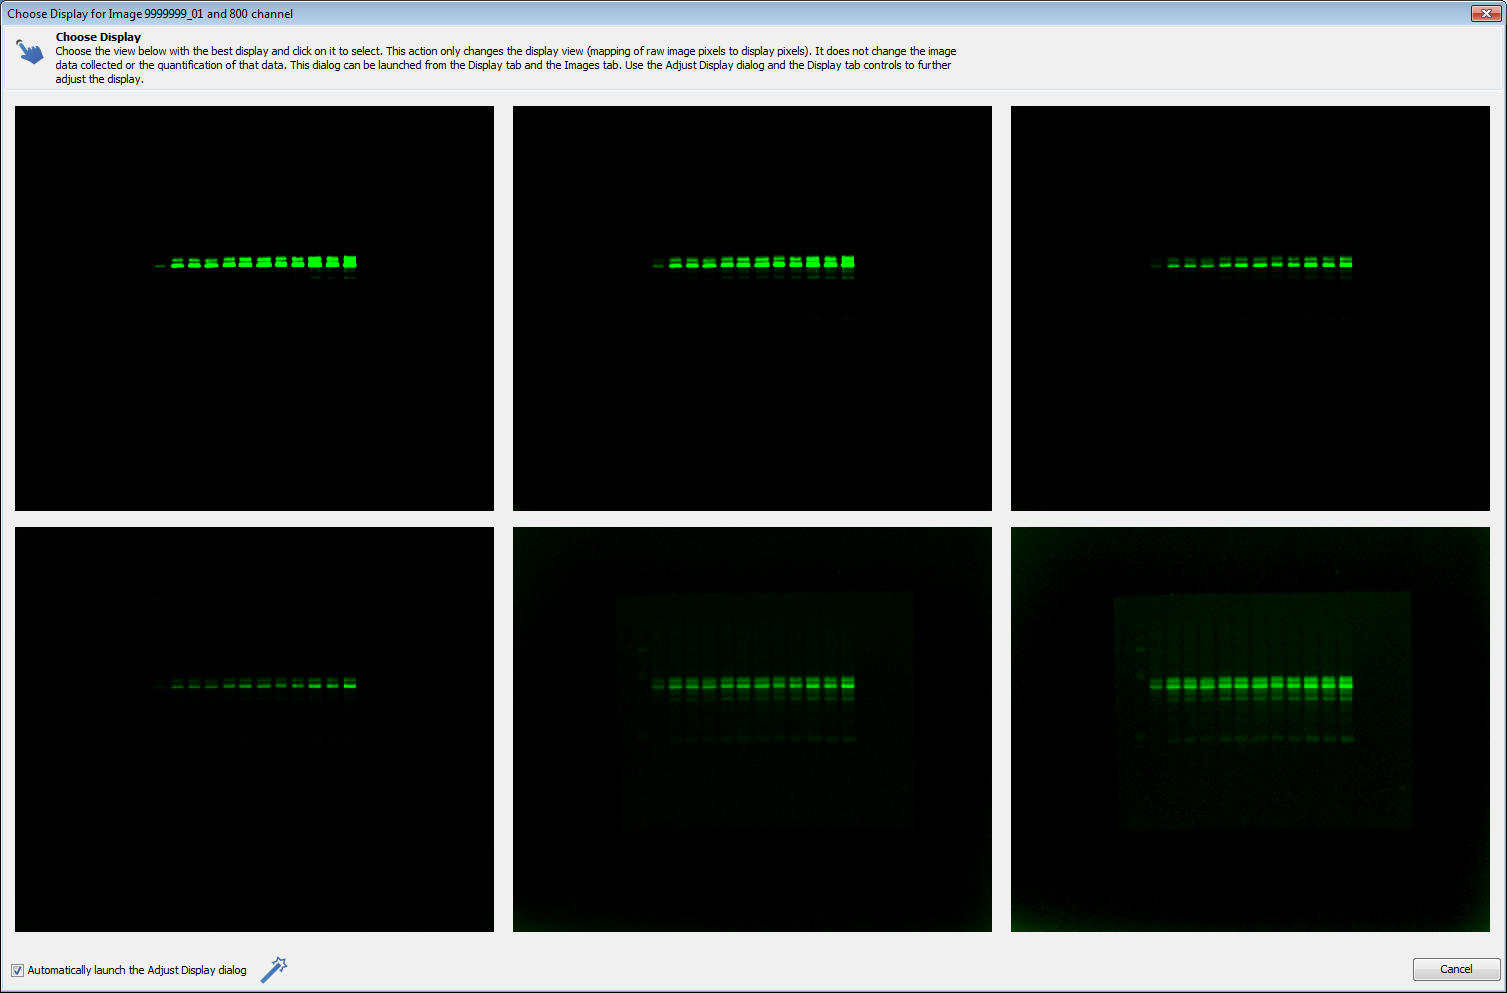 Choose Display for Image 9999999_01 and 800 channel
Choose Display
Choose the view below with the best display and click on it to select. This action only changes the display view (mapping of raw image pixels to display pixels). It does not change the image
data collected or the quantification of that data. This dialog can be launched from the Display tab and the Images tab. Use the Adjust Display dialog and the Display tab controls to further
adjust the display.
Automatically launch the Adjust Display dialog
Cancel